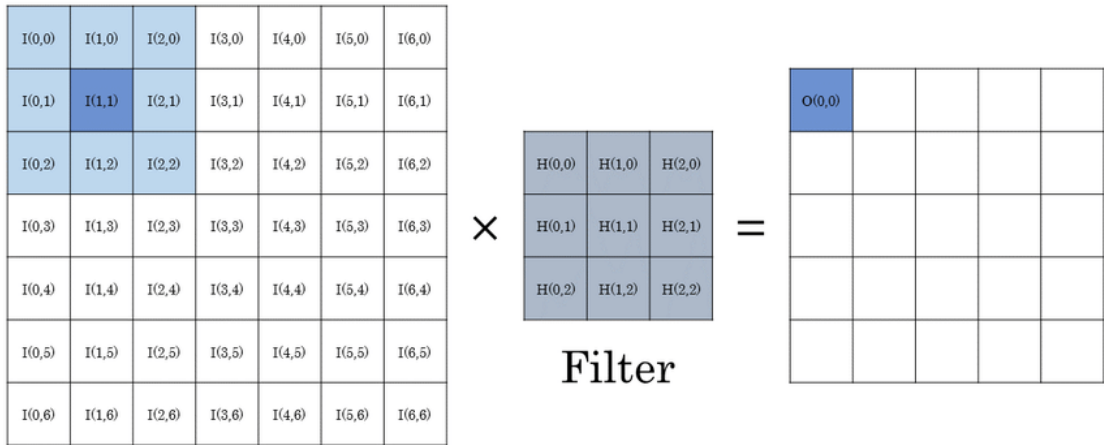 I(0,0) I(1,0) I(2,0) I(3,0) I(4,0) I(5,0) I(6,0)
I(0,1) I(1,1) I(2,1) I(3,1) I(4,1) I(5,1) I(6,1)
I(0,2) I(1,2) I(2,2) I(3,2) I(4,2) I(5,2) I(6,2)
I(0,3) I(1,3) I(2,3) I(3,3) I(4,3) I(5,3) I(6,3)
I(0,4) I(1,4) I(2,4) I(3,4) I(4,4) I(5,4) I(6,4)
I(0,5) I(1,5) I(2,5) I(3,5) I(4,5) I(5,5) I(6,5)
I(0,6) I(1,6) I(2,6) I(3,6) I(4,6) I(5,6) I(6,6)
×
H(0,0) H(1,0) H(2,0)
H(0,1) H(1,1) H(2,1)
H(0,2) H(1,2) H(2,2)
Filter
=
O(0,0)